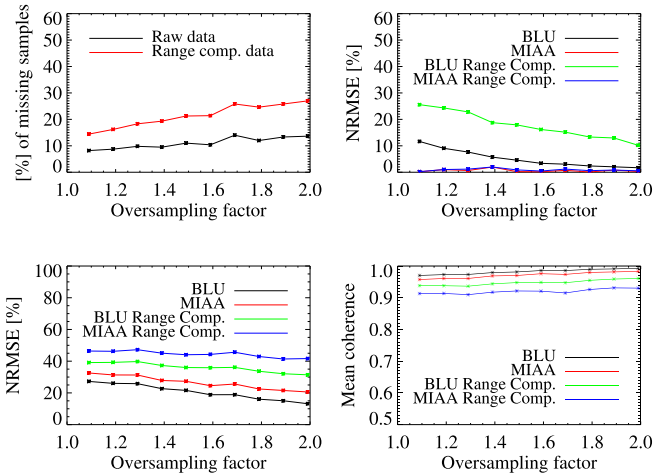 60
50
40
30
20
10
0
[%] of missing samples
Raw data
Range comp. data
1.0 1.2 1.4 1.6 1.8 2.0
Oversampling factor
60
50
40
30
20
10
0
NRMSE [%]
BLU
MIAA
BLU Range Comp.
MIAA Range Comp.
1.0 1.2 1.4 1.6 1.8 2.0
Oversampling factor
100
80
60
40
20
0
NRMSE [%]
BLU
MIAA
BLU Range Comp.
MIAA Range Comp.
1.0 1.2 1.4 1.6 1.8 2.0
Oversampling factor
1.0
0.9
0.8
0.7
0.6
0.5
Mean coherence
BLU
MIAA
BLU Range Comp.
MIAA Range Comp.
1.0 1.2 1.4 1.6 1.8 2.0
Oversampling factor